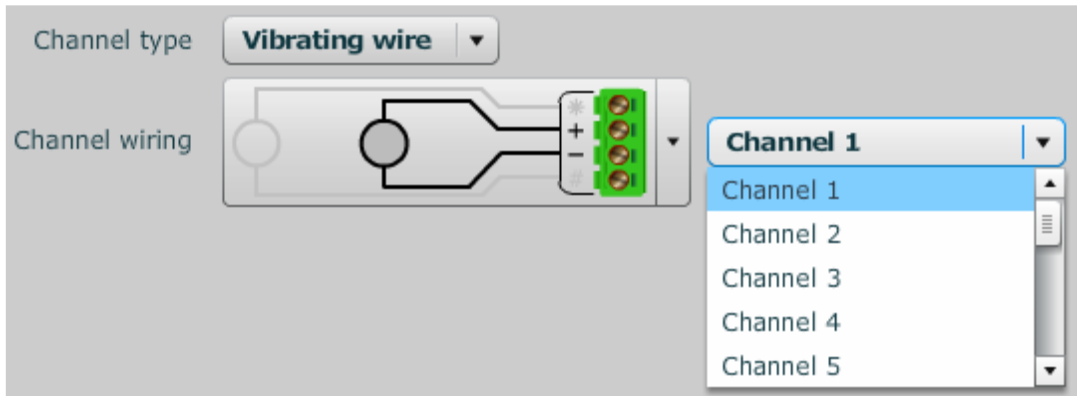 Channel type Vibrating wire
*
+
Channel wiring
−
#
Channel 1
Channel 1
Channel 2
Channel 3
Channel 4
Channel 5